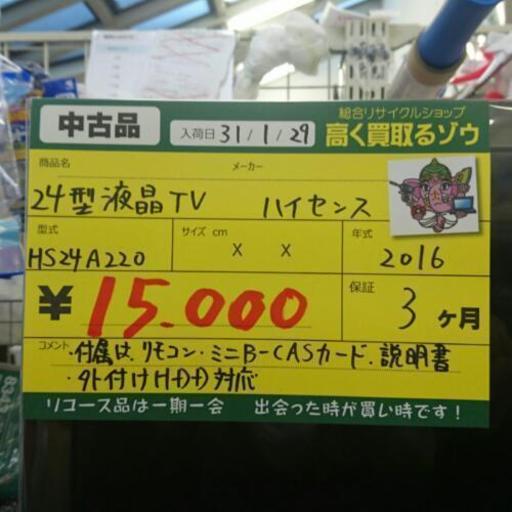 中古品
入荷日 31/1/29
総合リサイクルショップ
高く買取るゾウ
商品名
メーカー
24型液晶TV ハイセンス
型式
サイズ cm
年式
HS24A220
X X
2016
¥15.000
保証
3ヶ月
コメント
・付属は、リモコン・ミニB-CASカード・説明書
・外付けHDD対応
リユース品は一期一会 出会った時が買い時です!